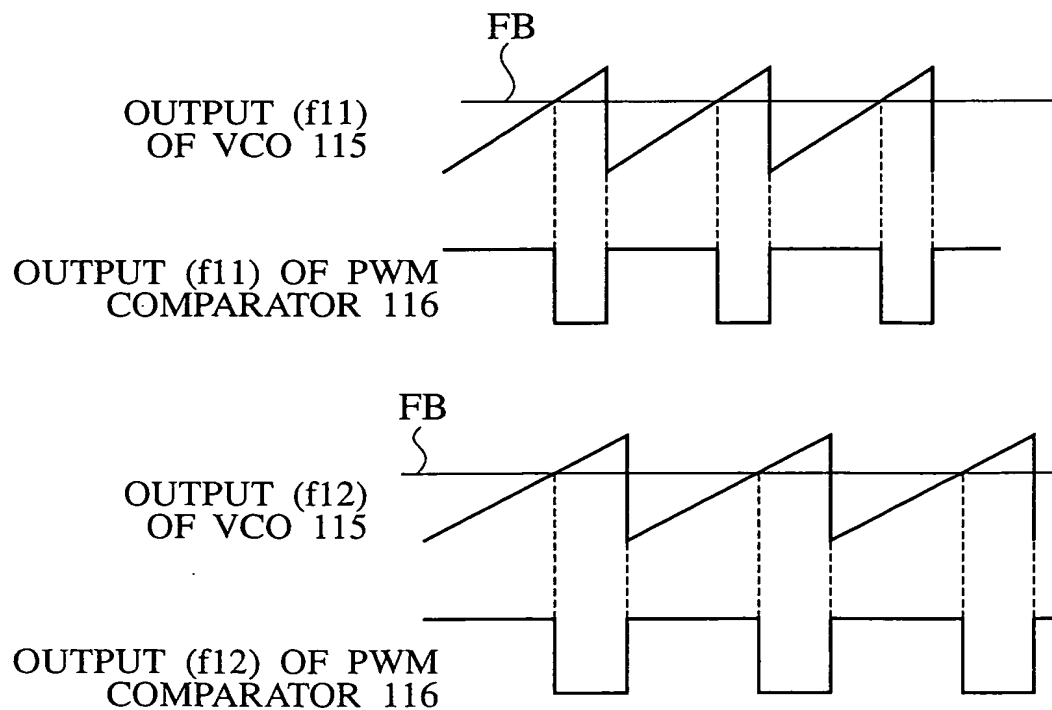 FB
OUTPUT (f11)
OF VCO 115
OUTPUT (f11) OF PWM
COMPARATOR 116
FB
OUTPUT (f12)
OF VCO 115
OUTPUT (f12) OF PWM
COMPARATOR 116